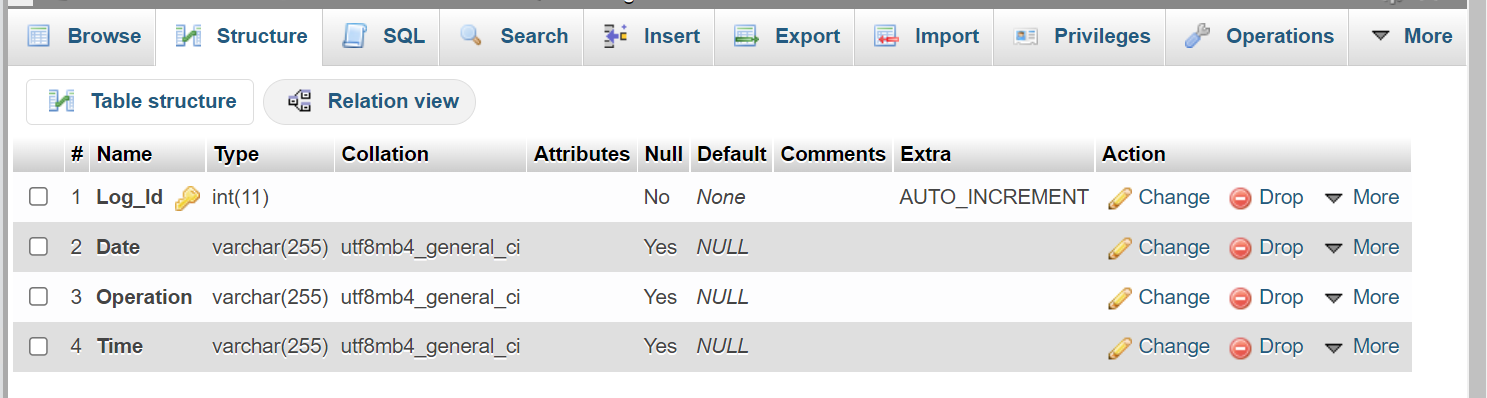 Browse Structure SQL Search Insert Export Import Privileges Operations More
Table structure Relation view
# Name Type Collation Attributes Null Default Comments Extra Action
1 Log_Id int(11) No None AUTO_INCREMENT Change Drop More
2 Date varchar(255) utf8mb4_general_ci Yes NULL Change Drop More
3 Operation varchar(255) utf8mb4_general_ci Yes NULL Change Drop More
4 Time varchar(255) utf8mb4_general_ci Yes NULL Change Drop More